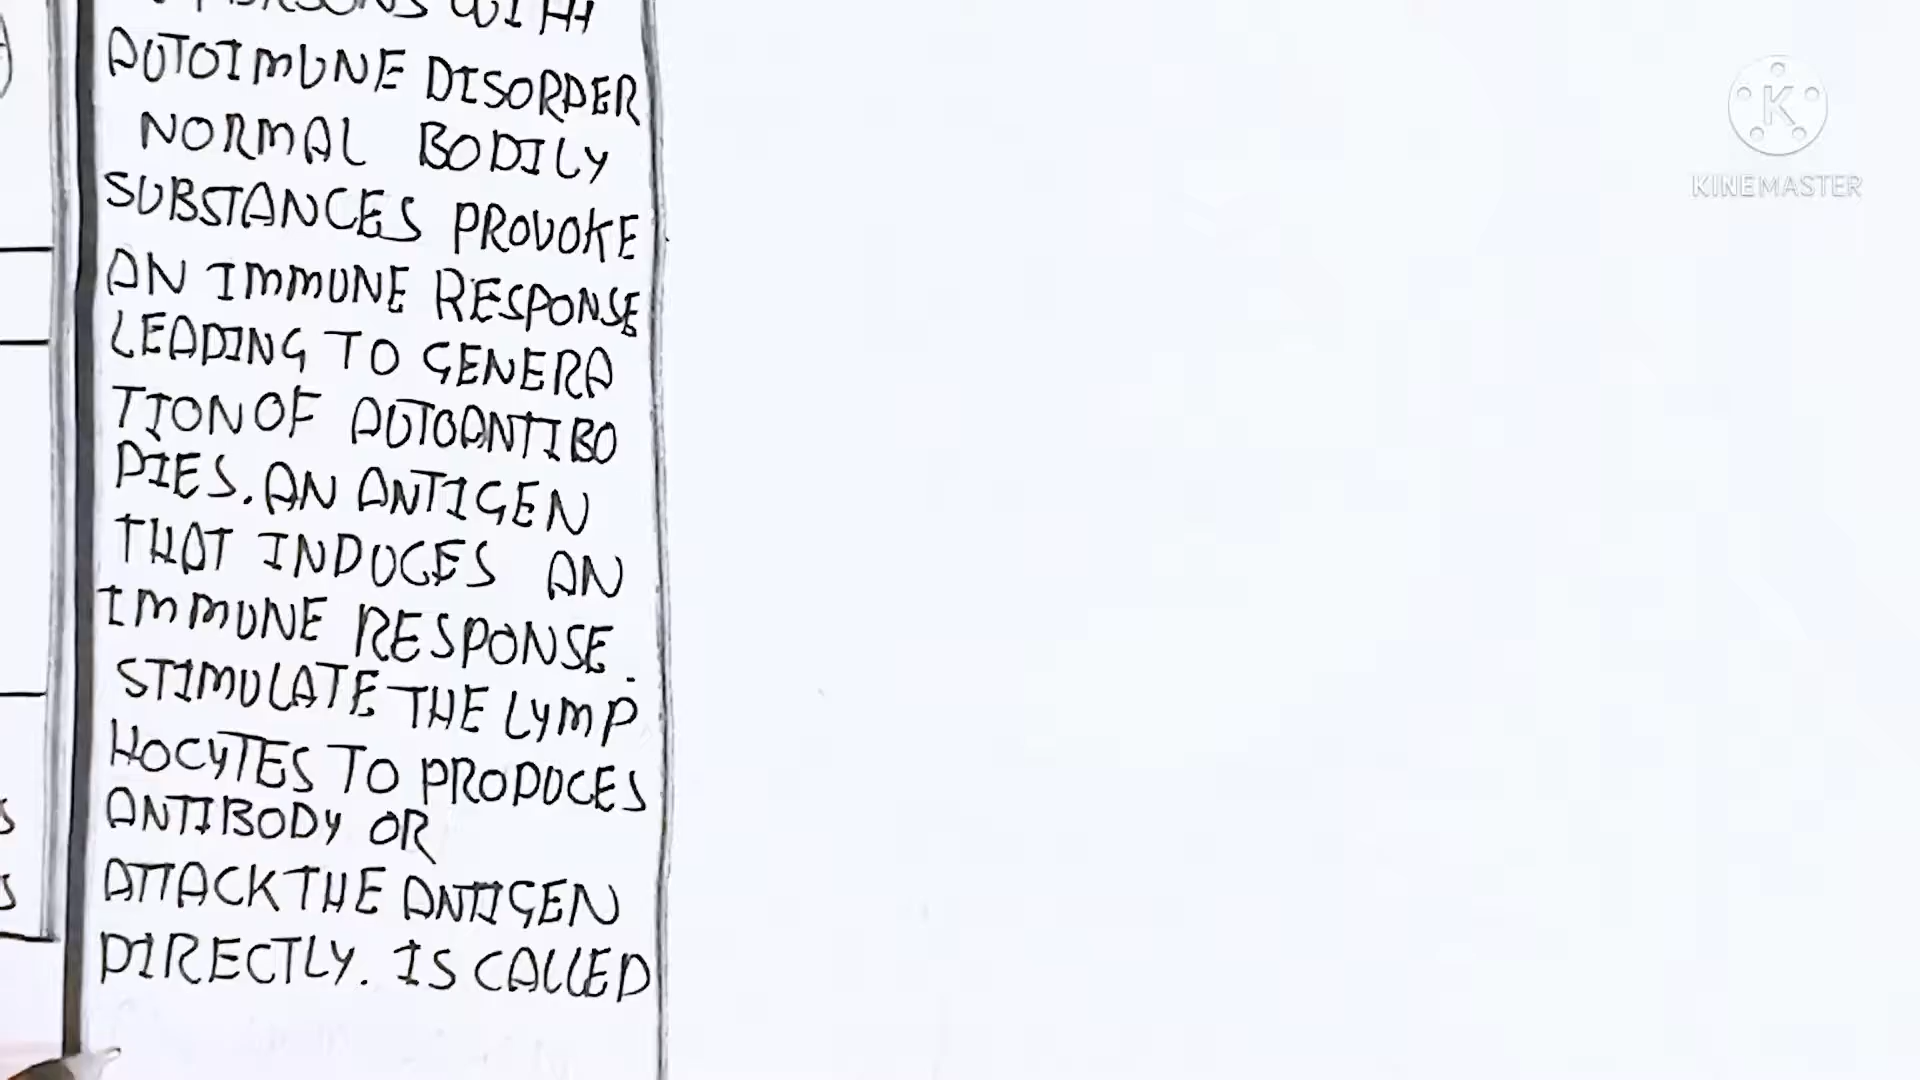 PERSONS WITH
AUTOIMUNE DISORDER
NORMAL BODILY
SUBSTANCES PROVOKE
AN IMMUNE RESPONSE
LEADING TO GENERA
TION OF AUTOANTIBO
DIES. AN ANTIGEN
THAT INDUCES AN
IMMUNE RESPONSE.
STIMULATE THE LYMP
HOCYTES TO PRODUCES
ANTIBODY OR
ATTACK THE ANTIGEN
DIRECTLY. IS CALLED
KINEMASTER